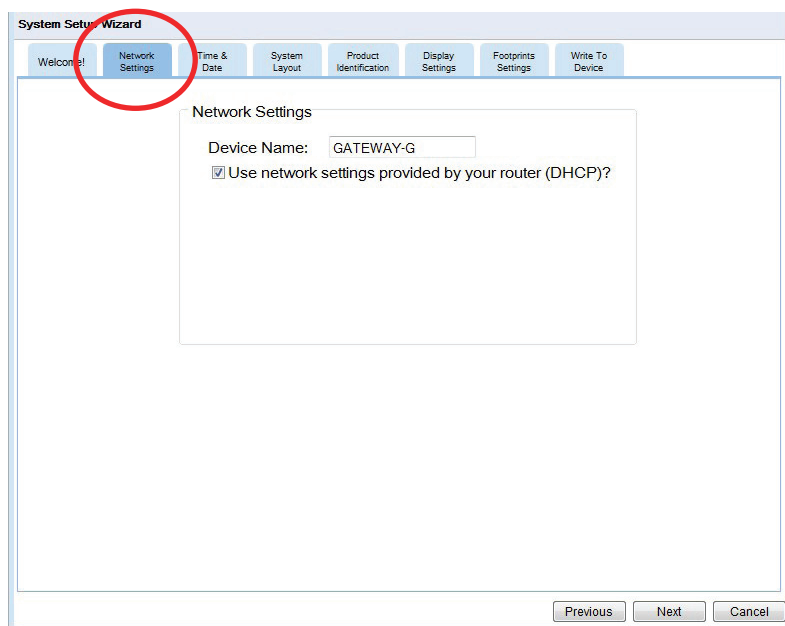 System Setup Wizard
Welcome!
Network
Settings
Time &
Date
System
Layout
Product
Identification
Display
Settings
Footprints
Settings
Write To
Device
Network Settings
Device Name: GATEWAY-G
Use network settings provided by your router (DHCP)?
Previous Next Cancel